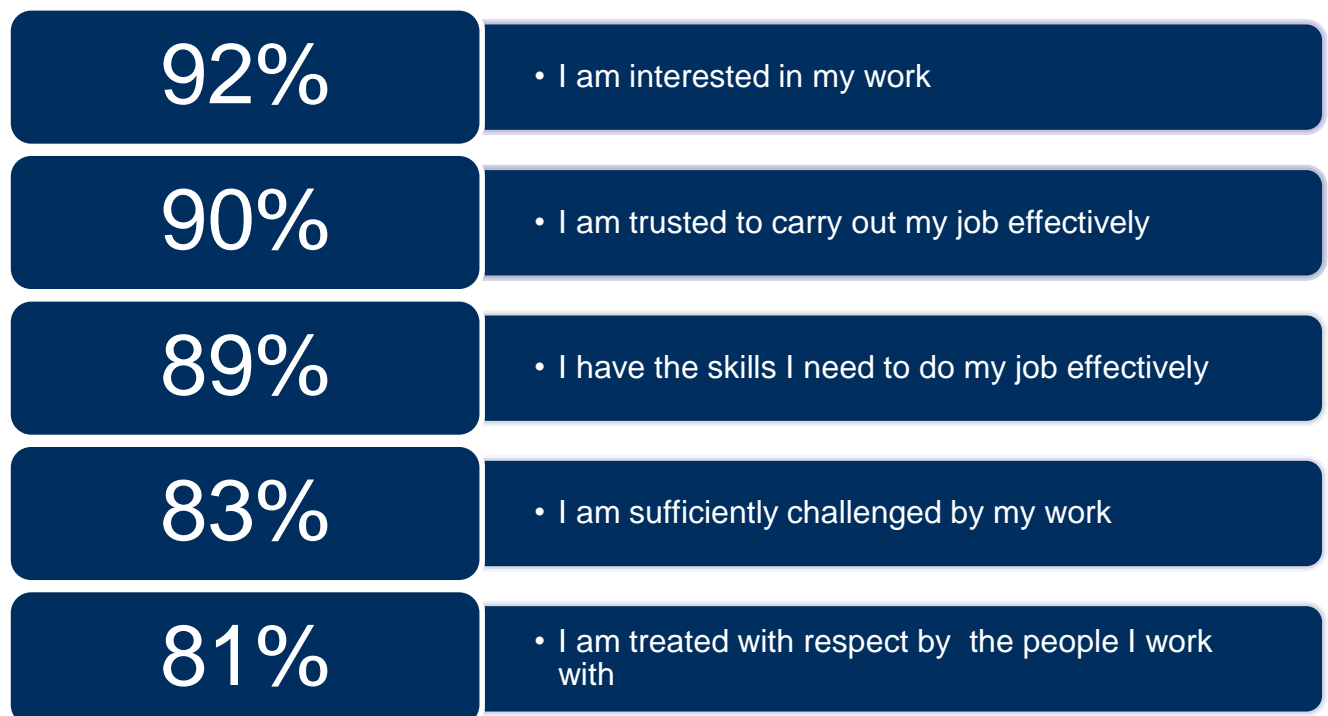 92%
• I am interested in my work
90%
• I am trusted to carry out my job effectively
89%
• I have the skills I need to do my job effectively
83%
• I am sufficiently challenged by my work
81%
• I am treated with respect by  the people I work
with